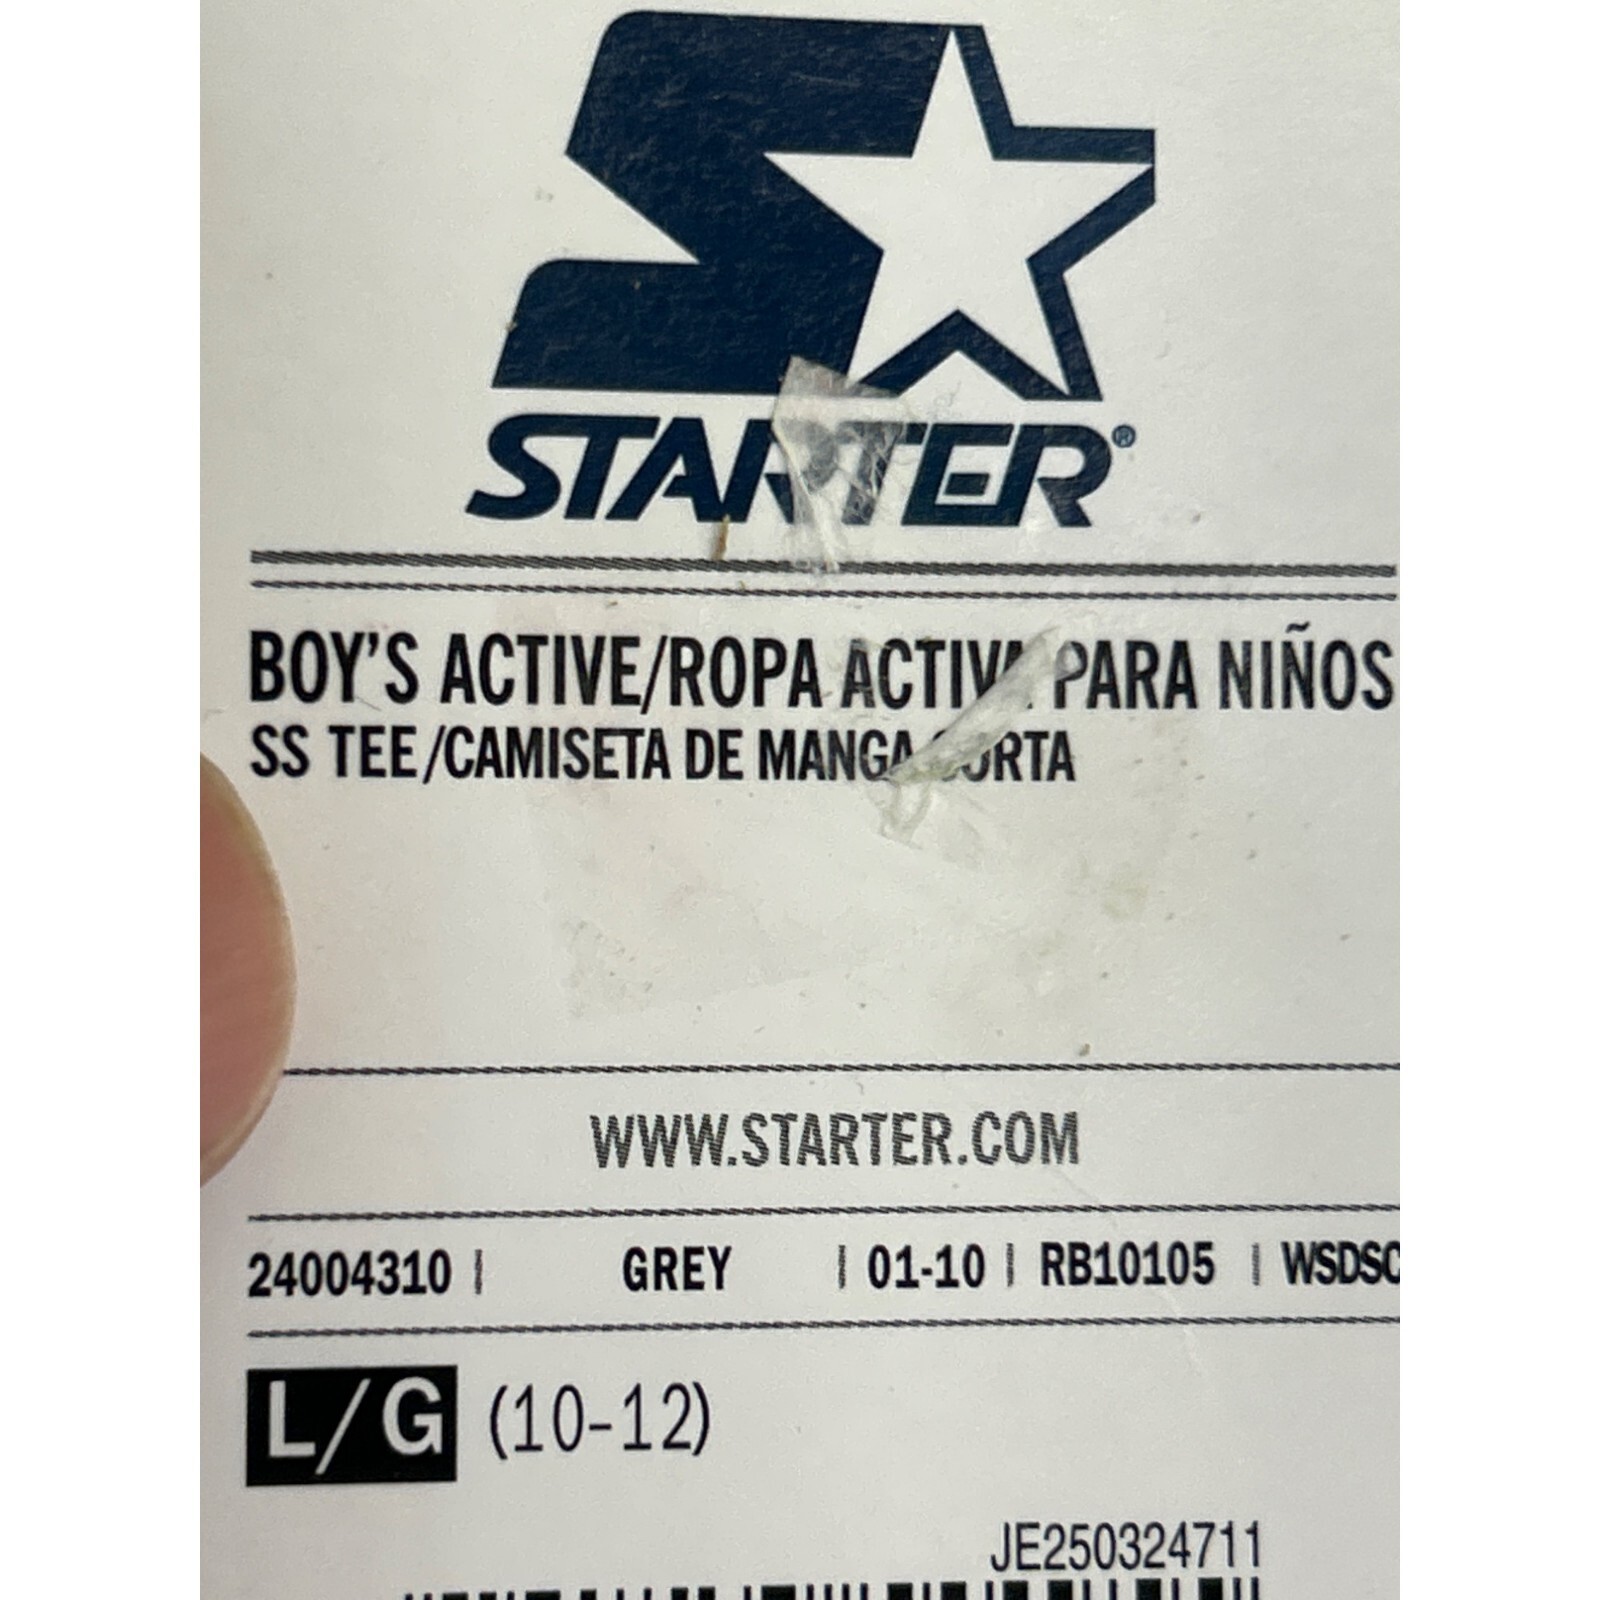 STARTER®
BOY'S ACTIVE/ROPA ACTIVA PARA NIÑOS
SS TEE/CAMISETA DE MANGA CORTA
WWW.STARTER.COM
24004310 | GREY | 01-10 | RB10105 | WSDSC
L/G (10-12)
JE250324711